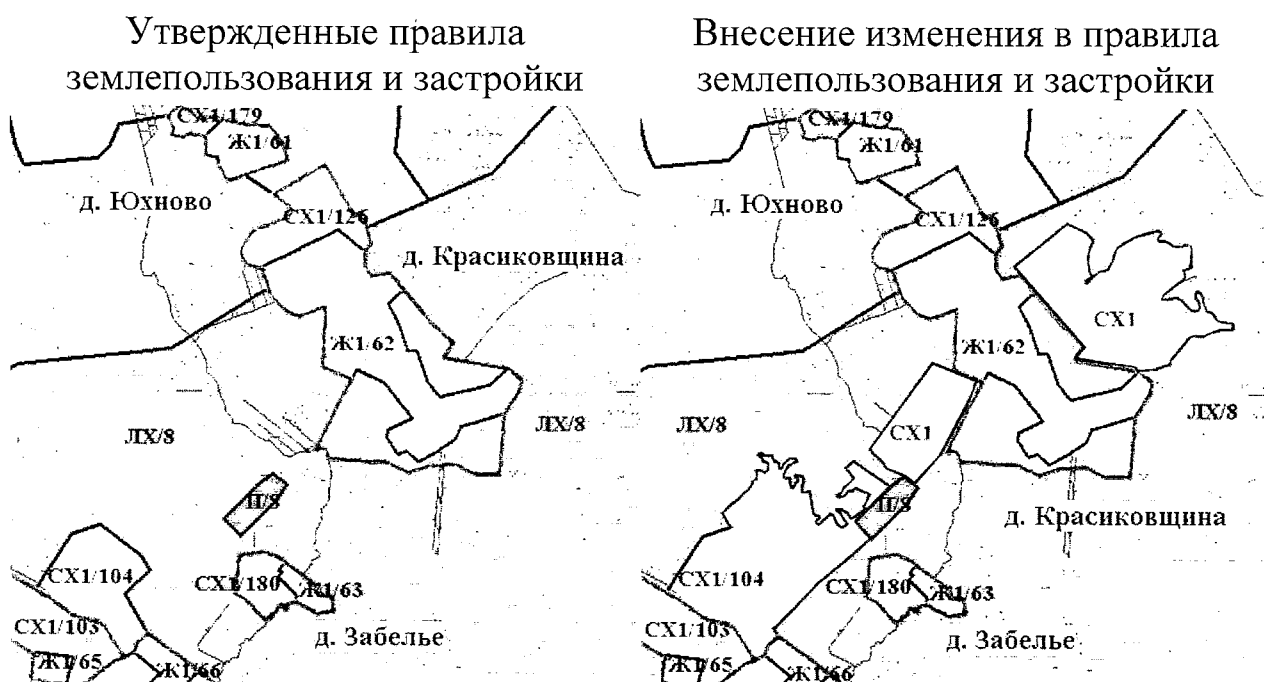 Утвержденные правила
землепользования и застройки
СХ1/179
Ж1/61
д. Юхново
СХ1/126
д. Красиковщина
Ж1/62
ЛХ/8
ЛХ/8
П/8
СХ1/104
СХ1/180
Ж1/63
СХ1/103
д. Забелье
Ж1/65
Ж1/66
Внесение изменения в правила
землепользования и застройки
СХ1/179
Ж1/61
д. Юхново
СХ1/126
СХ1
Ж1/62
ЛХ/8
СХ1
ЛХ/8
П/8
д. Красиковщина
СХ1/104
СХ1/180
Ж1/63
СХ1/103
д. Забелье
Ж1/65
Ж1/66